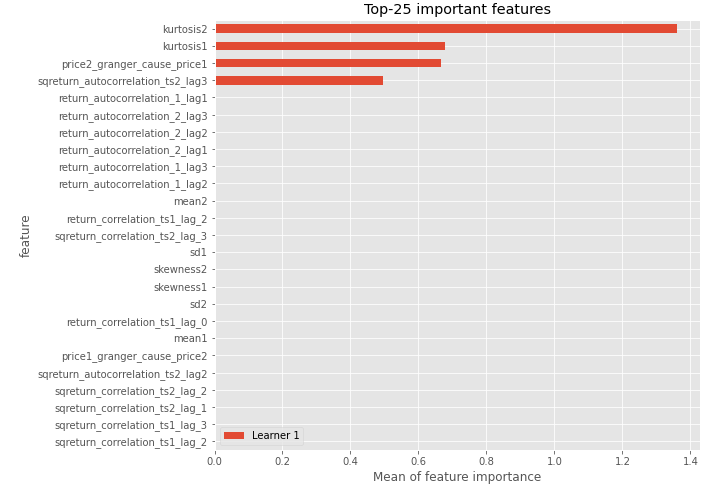 Top-25 important features
kurtosis2
kurtosis1
price2_granger_cause_price1
sqreturn_autocorrelation_ts2_lag3
return_autocorrelation_1_lag1
return_autocorrelation_2_lag3
return_autocorrelation_2_lag2
return_autocorrelation_2_lag1
return_autocorrelation_1_lag3
return_autocorrelation_1_lag2
mean2
return_correlation_ts1_lag_2
sqreturn_correlation_ts2_lag_3
sd1
skewness2
skewness1
sd2
return_correlation_ts1_lag_0
mean1
price1_granger_cause_price2
sqreturn_autocorrelation_ts2_lag2
sqreturn_correlation_ts2_lag_2
sqreturn_correlation_ts2_lag_1
sqreturn_correlation_ts1_lag_3
sqreturn_correlation_ts1_lag_2
feature
Learner 1
0.0 0.2 0.4 0.6 0.8 1.0 1.2 1.4
Mean of feature importance